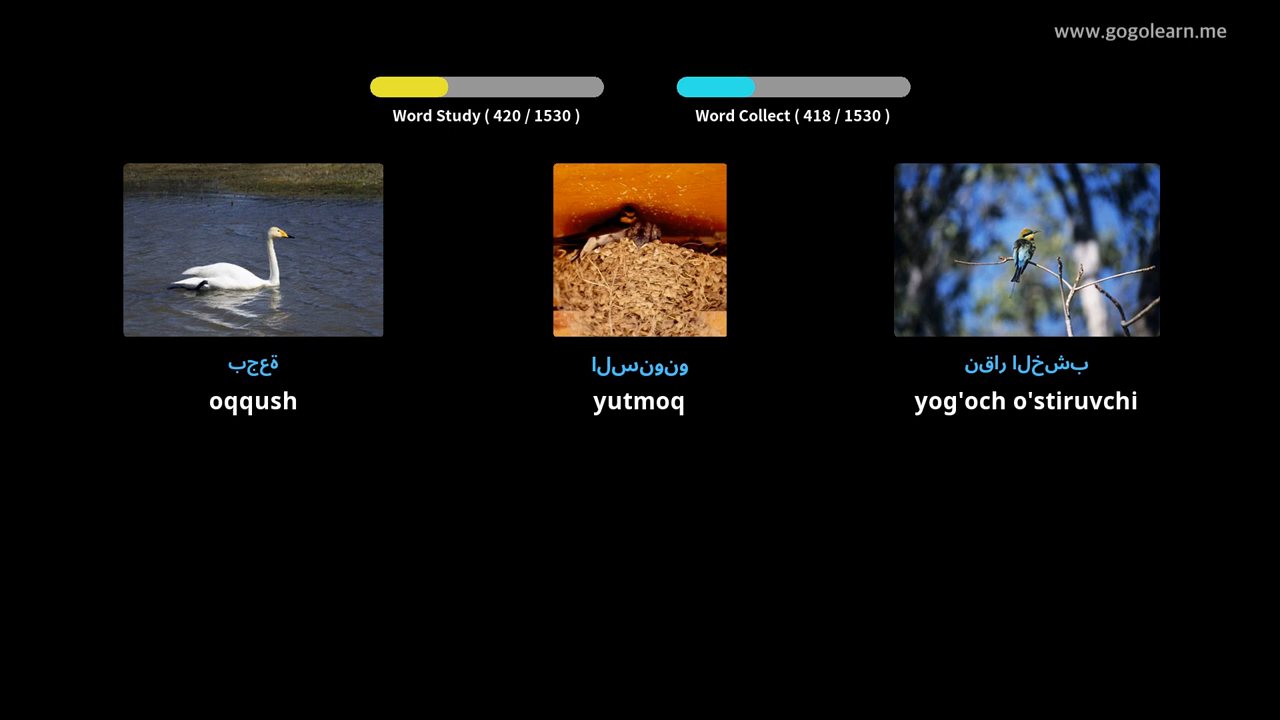 www.gogolearn.me
Word Study ( 420 / 1530 )
Word Collect ( 418 / 1530 )
بجعة
السنونو
نقار الخشب
oqqush
yutmoq
yog'och o'stiruvchi